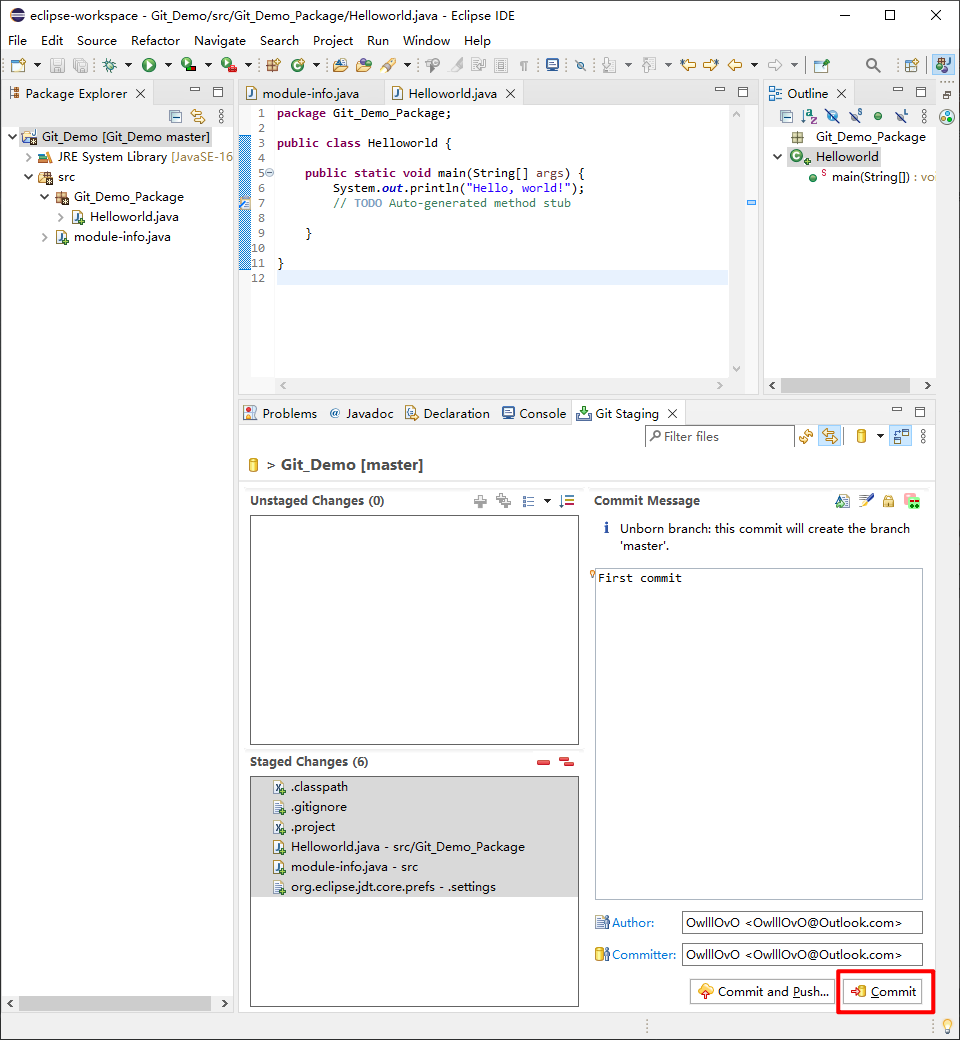 eclipse-workspace - Git_Demo/src/Git_Demo_Package/Helloworld.java - Eclipse IDE
File Edit Source Refactor Navigate Search Project Run Window Help
Package Explorer
Git_Demo [Git_Demo master]
JRE System Library [JavaSE-16
src
Git_Demo_Package
Helloworld.java
module-info.java
module-info.java Helloworld.java
1 package Git_Demo_Package;
2
3 public class Helloworld {
4
5 public static void main(String[] args) {
6 System.out.println("Hello, world!");
7 // TODO Auto-generated method stub
8
9 }
10
11 }
12
Outline
Git_Demo_Package
Helloworld
main(String[]) : vo
Problems @ Javadoc Declaration Console Git Staging
Filter files
> Git_Demo [master]
Unstaged Changes (0)
Staged Changes (6)
.classpath
.gitignore
.project
Helloworld.java - src/Git_Demo_Package
module-info.java - src
org.eclipse.jdt.core.prefs - .settings
Commit Message
Unborn branch: this commit will create the branch
'master'.
First commit
Author: OwlllOvO <OwlllOvO@Outlook.com>
Committer: OwlllOvO <OwlllOvO@Outlook.com>
Commit and Push... Commit